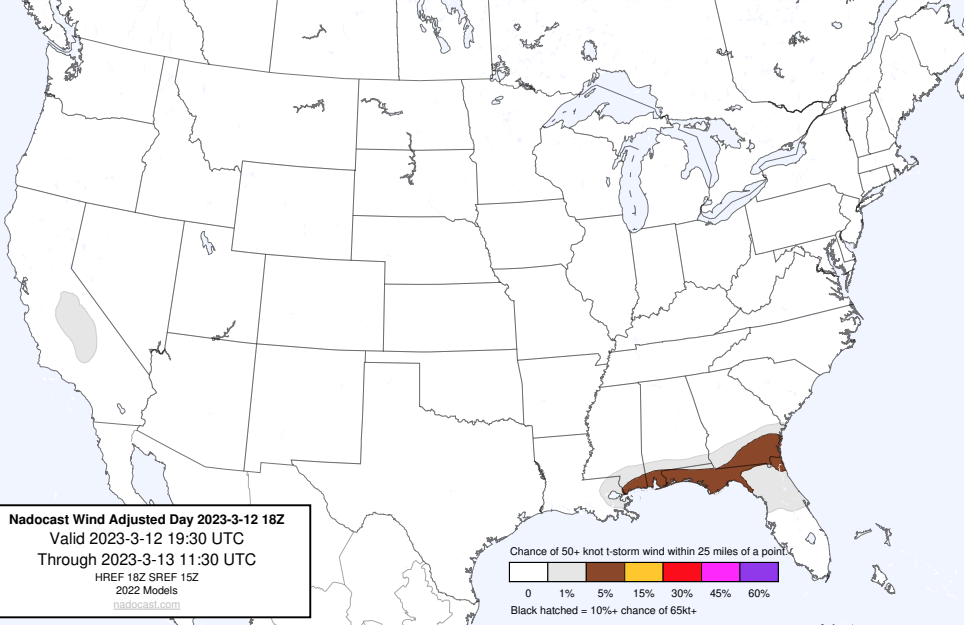 Nadocast Wind Adjusted Day 2023-3-12 18Z
Valid 2023-3-12 19:30 UTC
Through 2023-3-13 11:30 UTC
HREF 18Z SREF 15Z
2022 Models
nadocast.com
Chance of 50+ knot t-storm wind within 25 miles of a point.
0 1% 5% 15% 30% 45% 60%
Black hatched = 10%+ chance of 65kt+